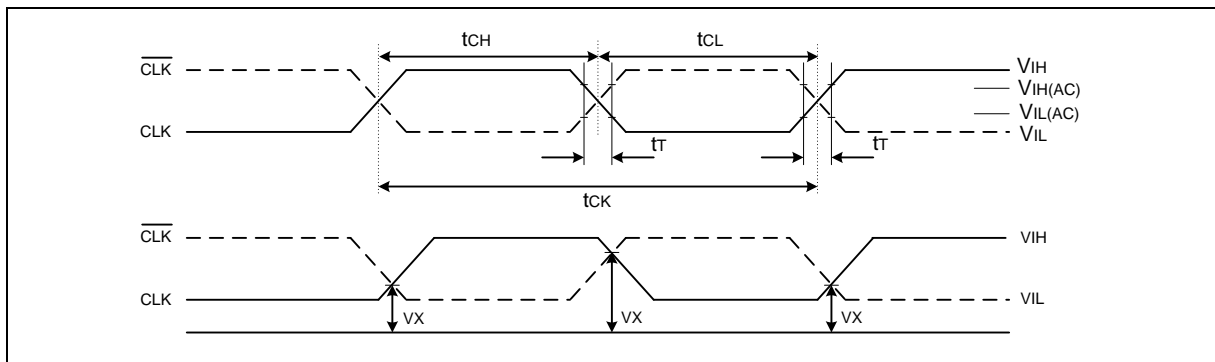 tCH tCL
CLK VIH
VIH(AC)
VIL(AC)
CLK VIL
tT tT
tCK
CLK VIH
CLK VIL
VX VX VX